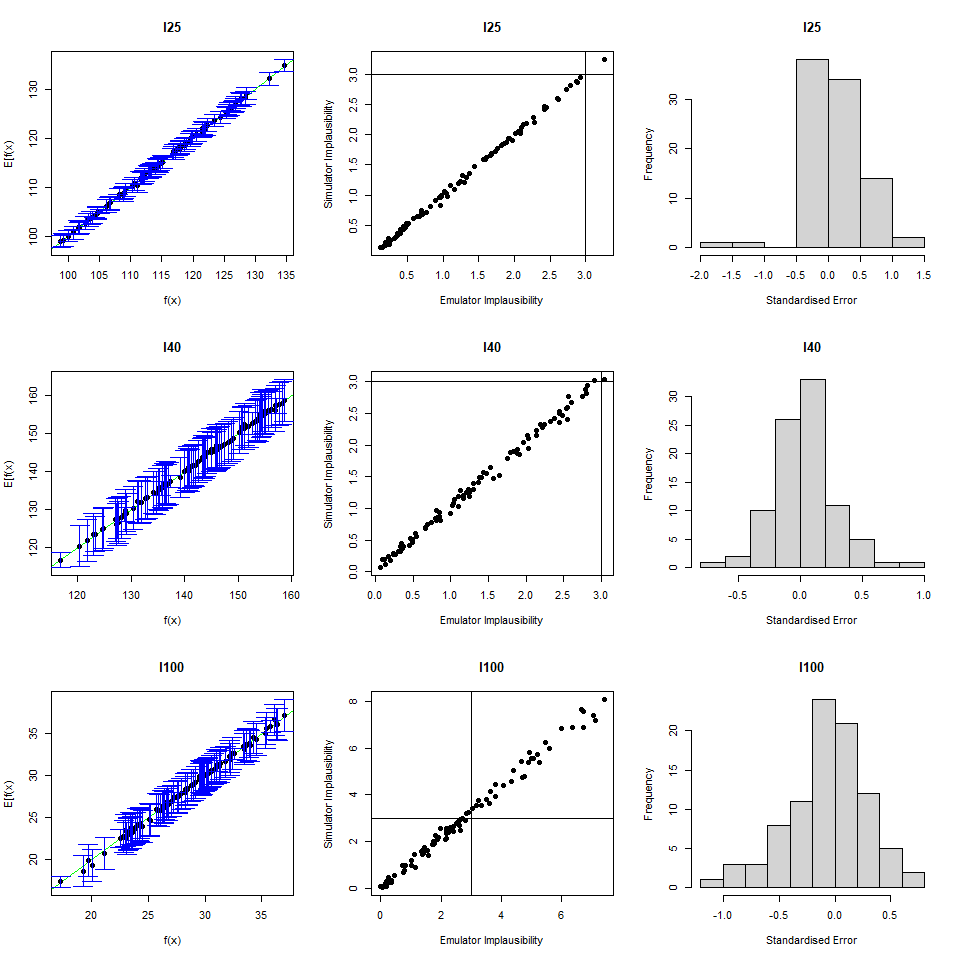 I25
I25
I25
E[f(x)]
100 110 120 130
100 105 110 115 120 125 130 135
f(x)
Simulator Implausibility
0.5 1.0 1.5 2.0 2.5 3.0
0.5 1.0 1.5 2.0 2.5 3.0
Emulator Implausibility
Frequency
0 10 20 30
-2.0 -1.5 -1.0 -0.5 0.0 0.5 1.0 1.5
Standardised Error
I40
I40
I40
E[f(x)]
120 130 140 150 160
120 130 140 150 160
f(x)
Simulator Implausibility
0.0 0.5 1.0 1.5 2.0 2.5 3.0
0.0 0.5 1.0 1.5 2.0 2.5 3.0
Emulator Implausibility
Frequency
0 5 10 15 20 25 30
-0.5 0.0 0.5 1.0
Standardised Error
I100
I100
I100
E[f(x)]
20 25 30 35
20 25 30 35
f(x)
Simulator Implausibility
0 2 4 6 8
0 2 4 6
Emulator Implausibility
Frequency
0 5 10 15 20
-1.0 -0.5 0.0 0.5
Standardised Error